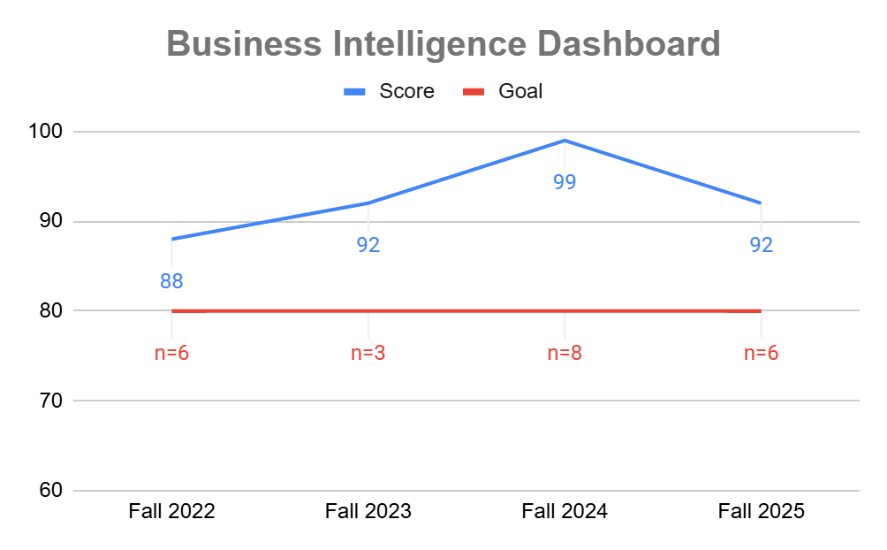 Business Intelligence Dashboard
Score Goal
100
90
80
70
60
88
92
99
92
n=6
n=3
n=8
n=6
Fall 2022
Fall 2023
Fall 2024
Fall 2025